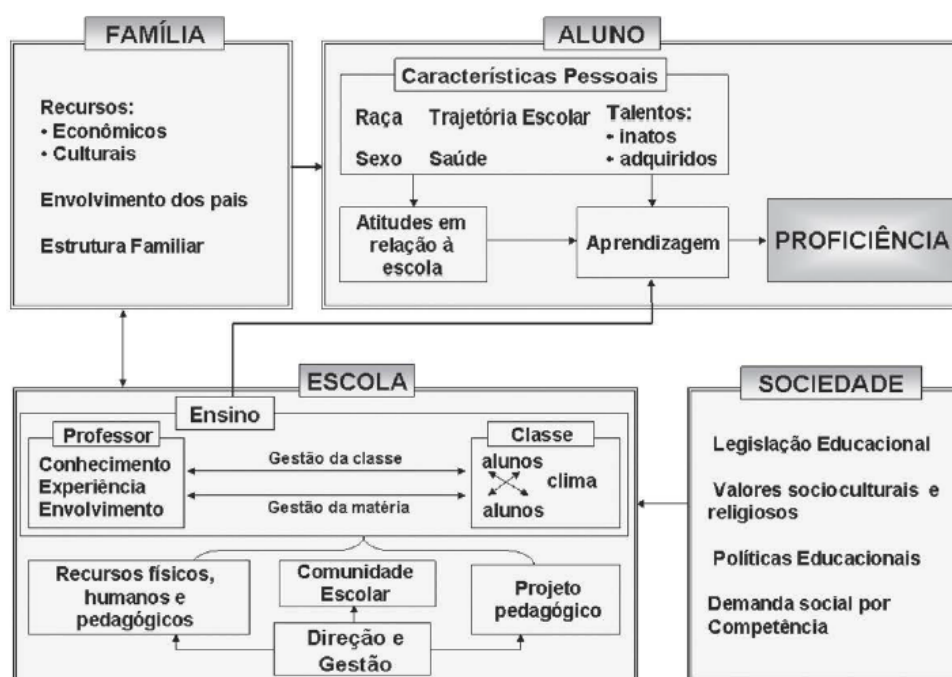 FAMÍLIA
Recursos:
• Econômicos
• Culturais
Envolvimento dos pais
Estrutura Familiar
ALUNO
Características Pessoais
Raça
Trajetória Escolar
Talentos:
• inatos
• adquiridos
Sexo
Saúde
Atitudes em
relação à
escola
Aprendizagem
PROFICIÊNCIA
ESCOLA
Ensino
Professor
Conhecimento
Experiência
Envolvimento
Gestão da classe
Gestão da matéria
Classe
alunos
clima
alunos
Recursos físicos,
humanos e
pedagógicos
Comunidade
Escolar
Projeto
pedagógico
Direção e
Gestão
SOCIEDADE
Legislação Educacional
Valores socioculturais e
religiosos
Políticas Educacionais
Demanda social por
Competência